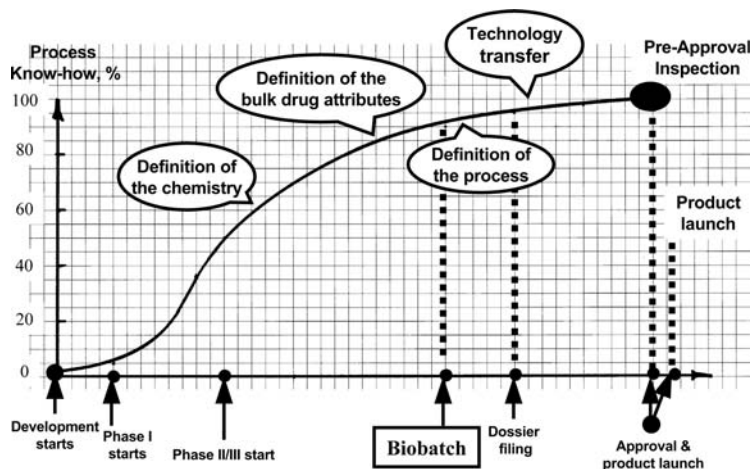 Process
Know-how, %
Technology
transfer
Pre-Approval
Inspection
Definition of the
bulk drug attributes
Definition of
the chemistry
Definition of
the process
Product
launch
100
80
60
40
20
0
Development
starts
Phase I
starts
Phase II/III start
Biobatch
Dossier
filing
Approval &
product launch